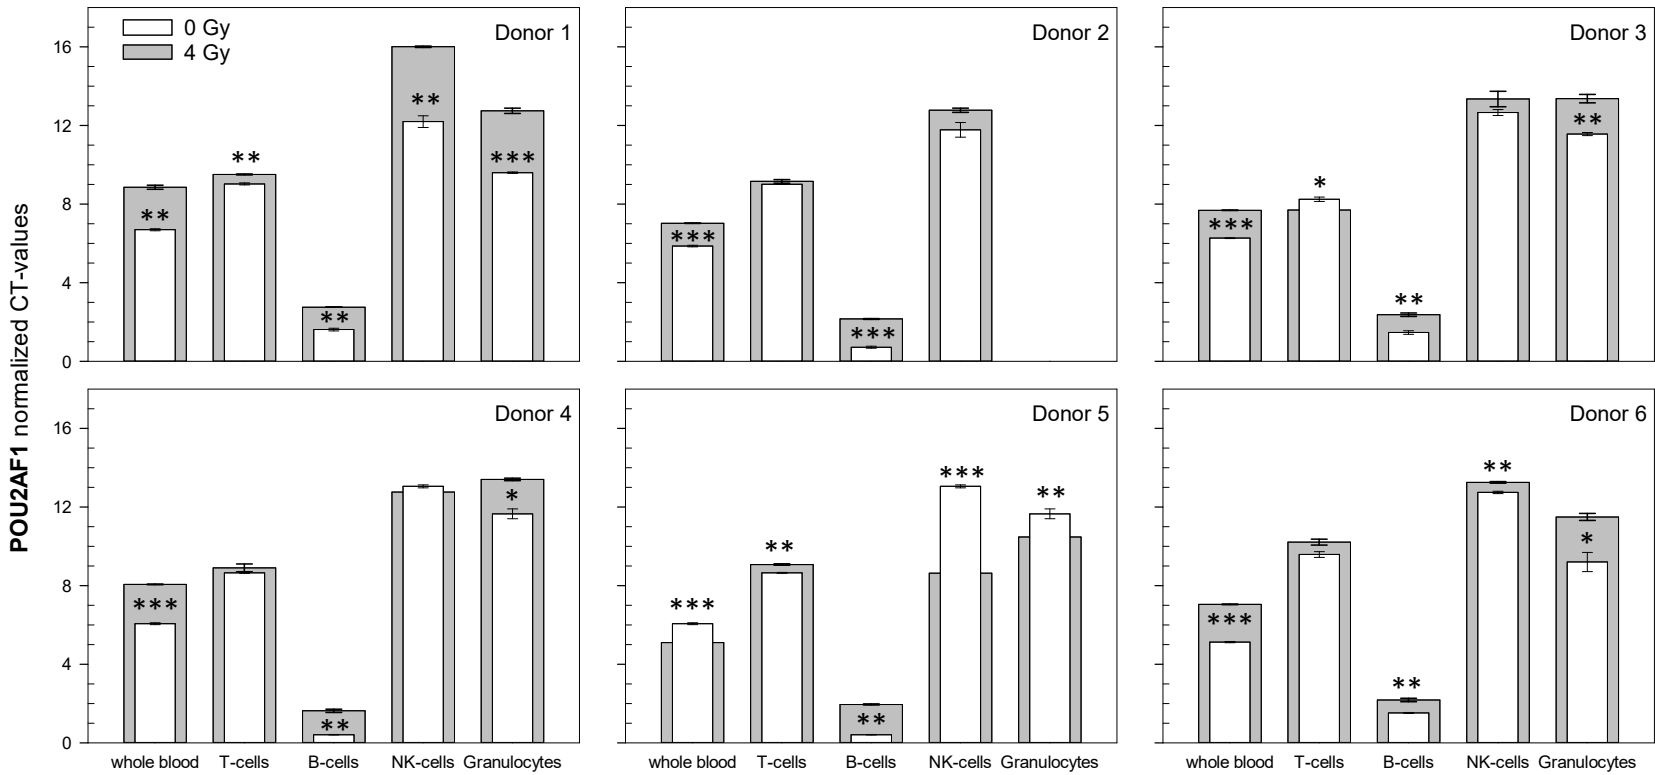 0 Gy
4 Gy
Donor 1
Donor 2
Donor 3
16
12
8
4
0
** ** ** ** ***
*** ***
*** * ** **
POU2AF1 normalized CT-values
Donor 4
Donor 5
Donor 6
16
12
8
4
0
*** ** *
*** ** ** *** **
*** ** ** *
whole blood T-cells B-cells NK-cells Granulocytes
whole blood T-cells B-cells NK-cells Granulocytes
whole blood T-cells B-cells NK-cells Granulocytes